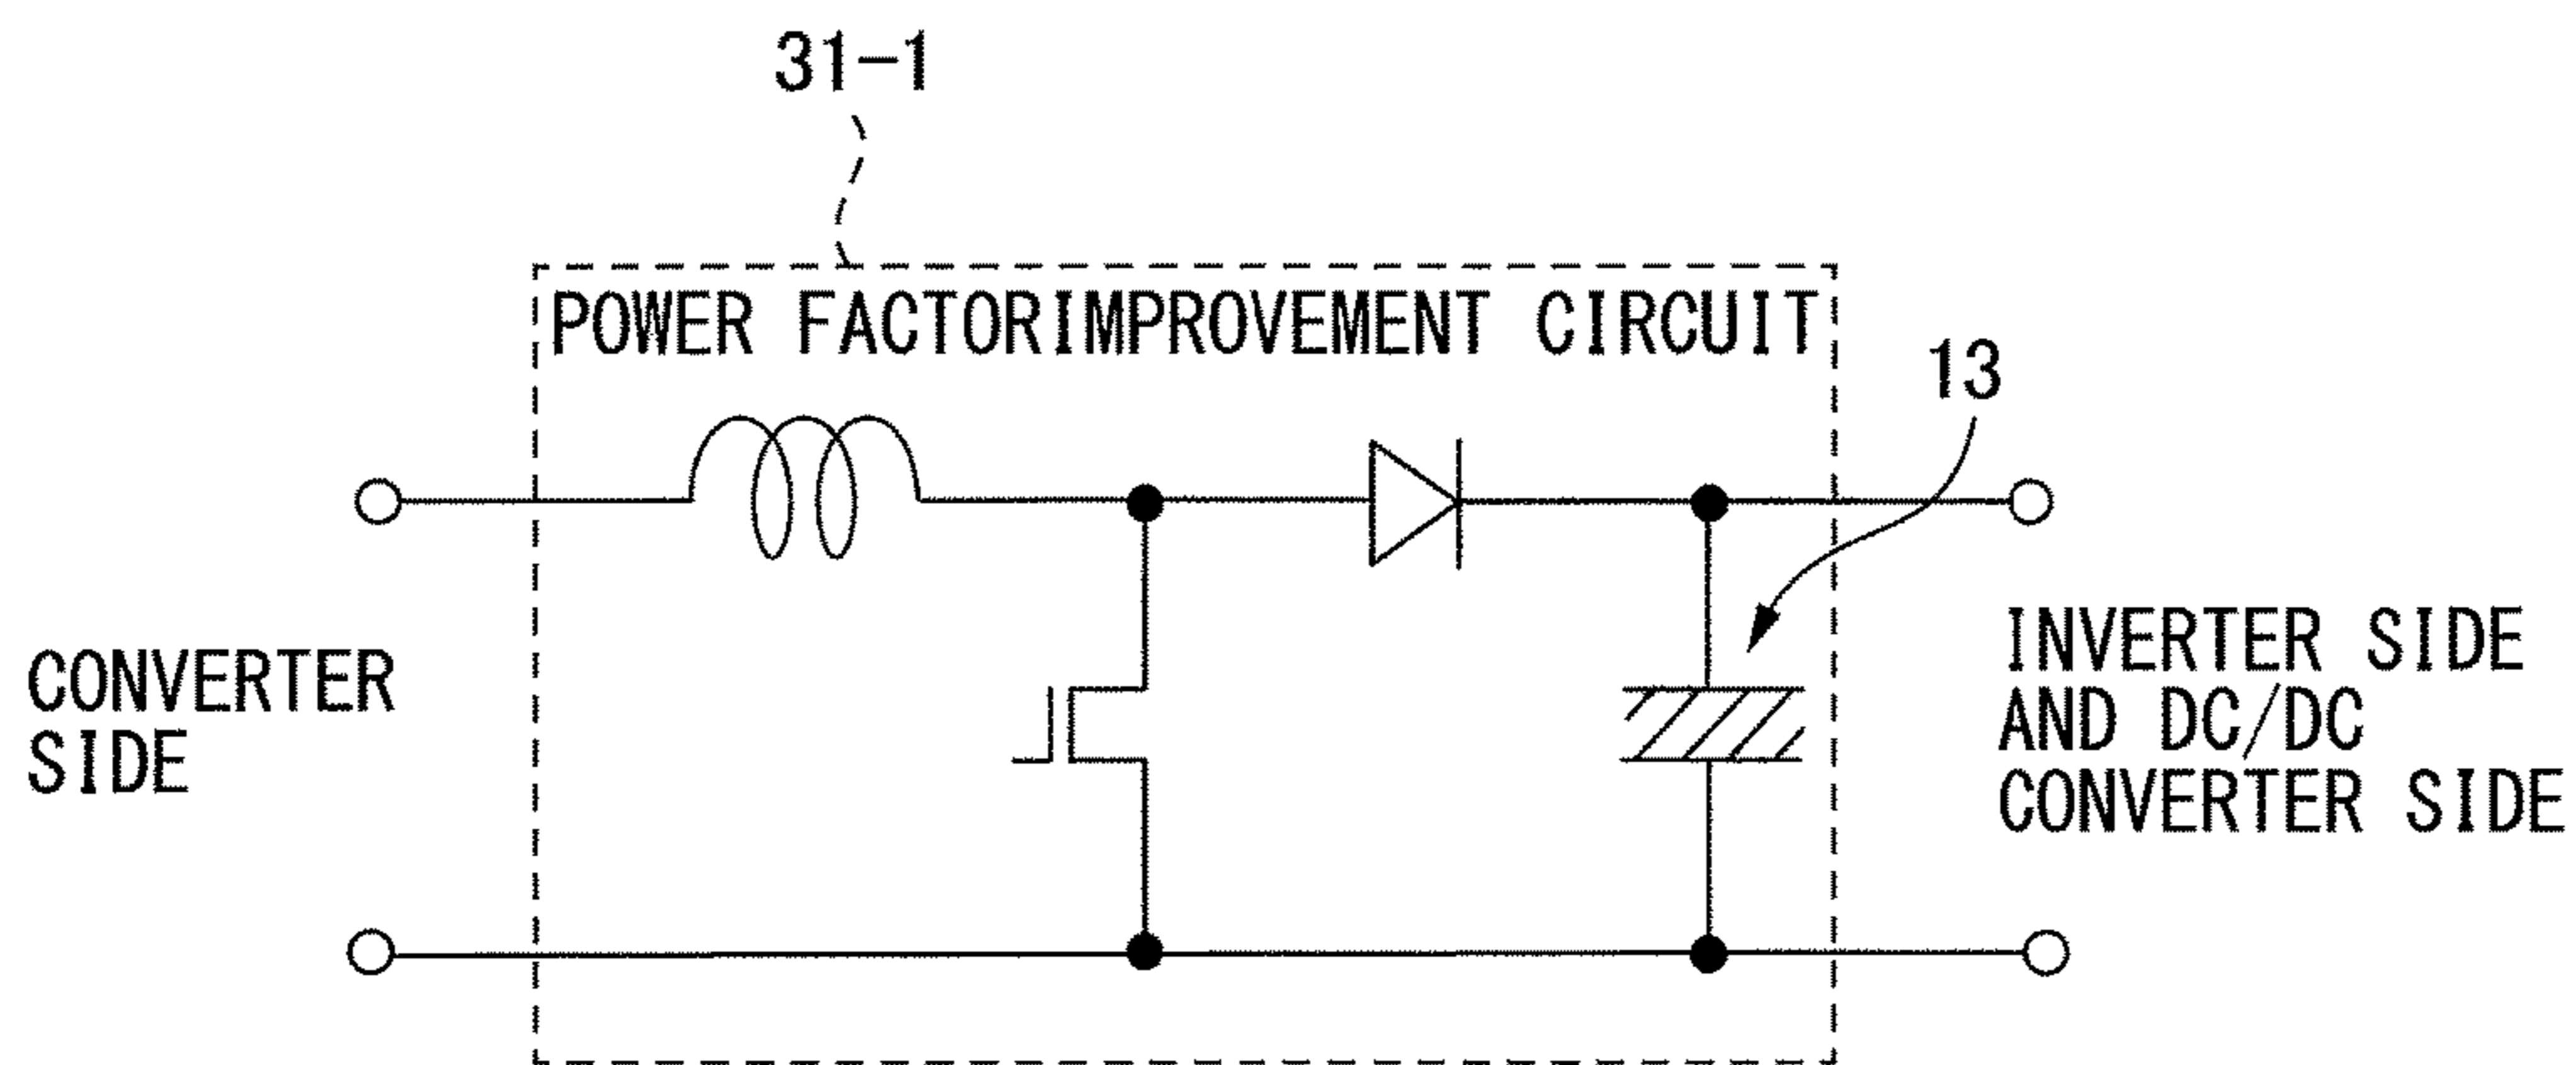 31-1
POWER FACTORIMPROVEMENT CIRCUIT
13
CONVERTER
SIDE
INVERTER SIDE
AND DC/DC
CONVERTER SIDE